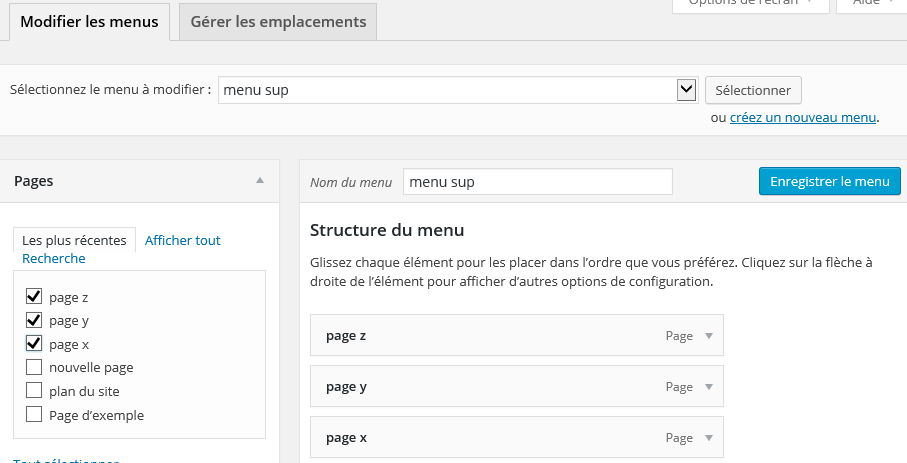 Options de l'écran
Aide
Modifier les menus
Gérer les emplacements
Sélectionnez le menu à modifier :
menu sup
Sélectionner
ou créez un nouveau menu.
Pages
Nom du menu
menu sup
Enregistrer le menu
Les plus récentes
Afficher tout
Recherche
page z
page y
page x
nouvelle page
plan du site
Page d’exemple
Tout sélectionner
Structure du menu
Glissez chaque élément pour les placer dans l’ordre que vous préférez. Cliquez sur la flèche à
droite de l’élément pour afficher d’autres options de configuration.
page z Page
page y Page
page x Page